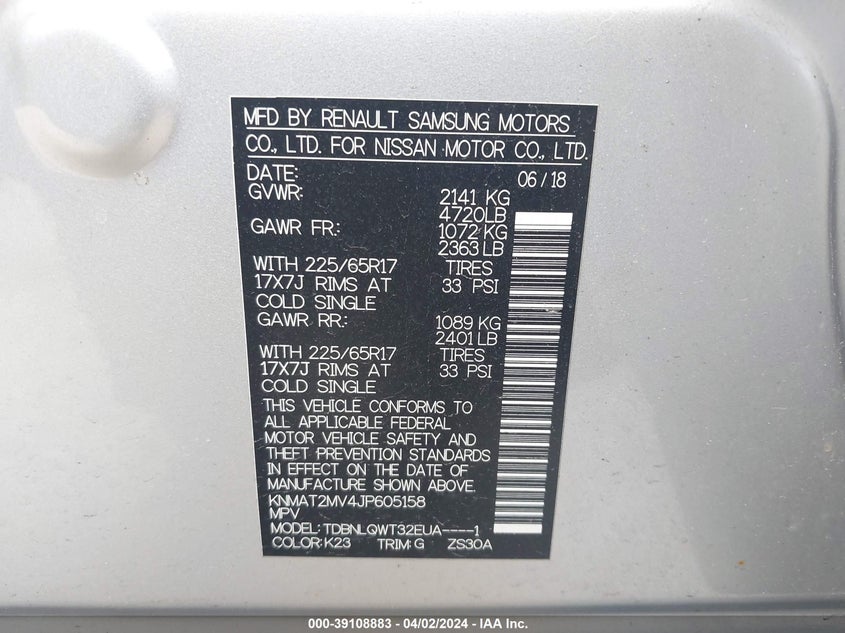 MFD BY RENAULT SAMSUNG MOTORS
CO., LTD. FOR NISSAN MOTOR CO., LTD.
DATE: 06 / 18
GVWR: 2141 KG
4720LB
GAWR FR: 1072 KG
2363 LB
WITH 225/65R17 TIRES
17X7J RIMS AT 33 PSI
COLD SINGLE
GAWR RR: 1089 KG
2401 LB
WITH 225/65R17 TIRES
17X7J RIMS AT 33 PSI
COLD SINGLE
THIS VEHICLE CONFORMS TO
ALL APPLICABLE FEDERAL
MOTOR VEHICLE SAFETY AND
THEFT PREVENTION STANDARDS
IN EFFECT ON THE DATE OF
MANUFACTURE SHOWN ABOVE.
KNMAT2MV4JP605158
MPV
MODEL: TDBNLQWT32EUA----1
COLOR: K23 TRIM: G ZS30A
000-39108883 - 04/02/2024 - IAA Inc.